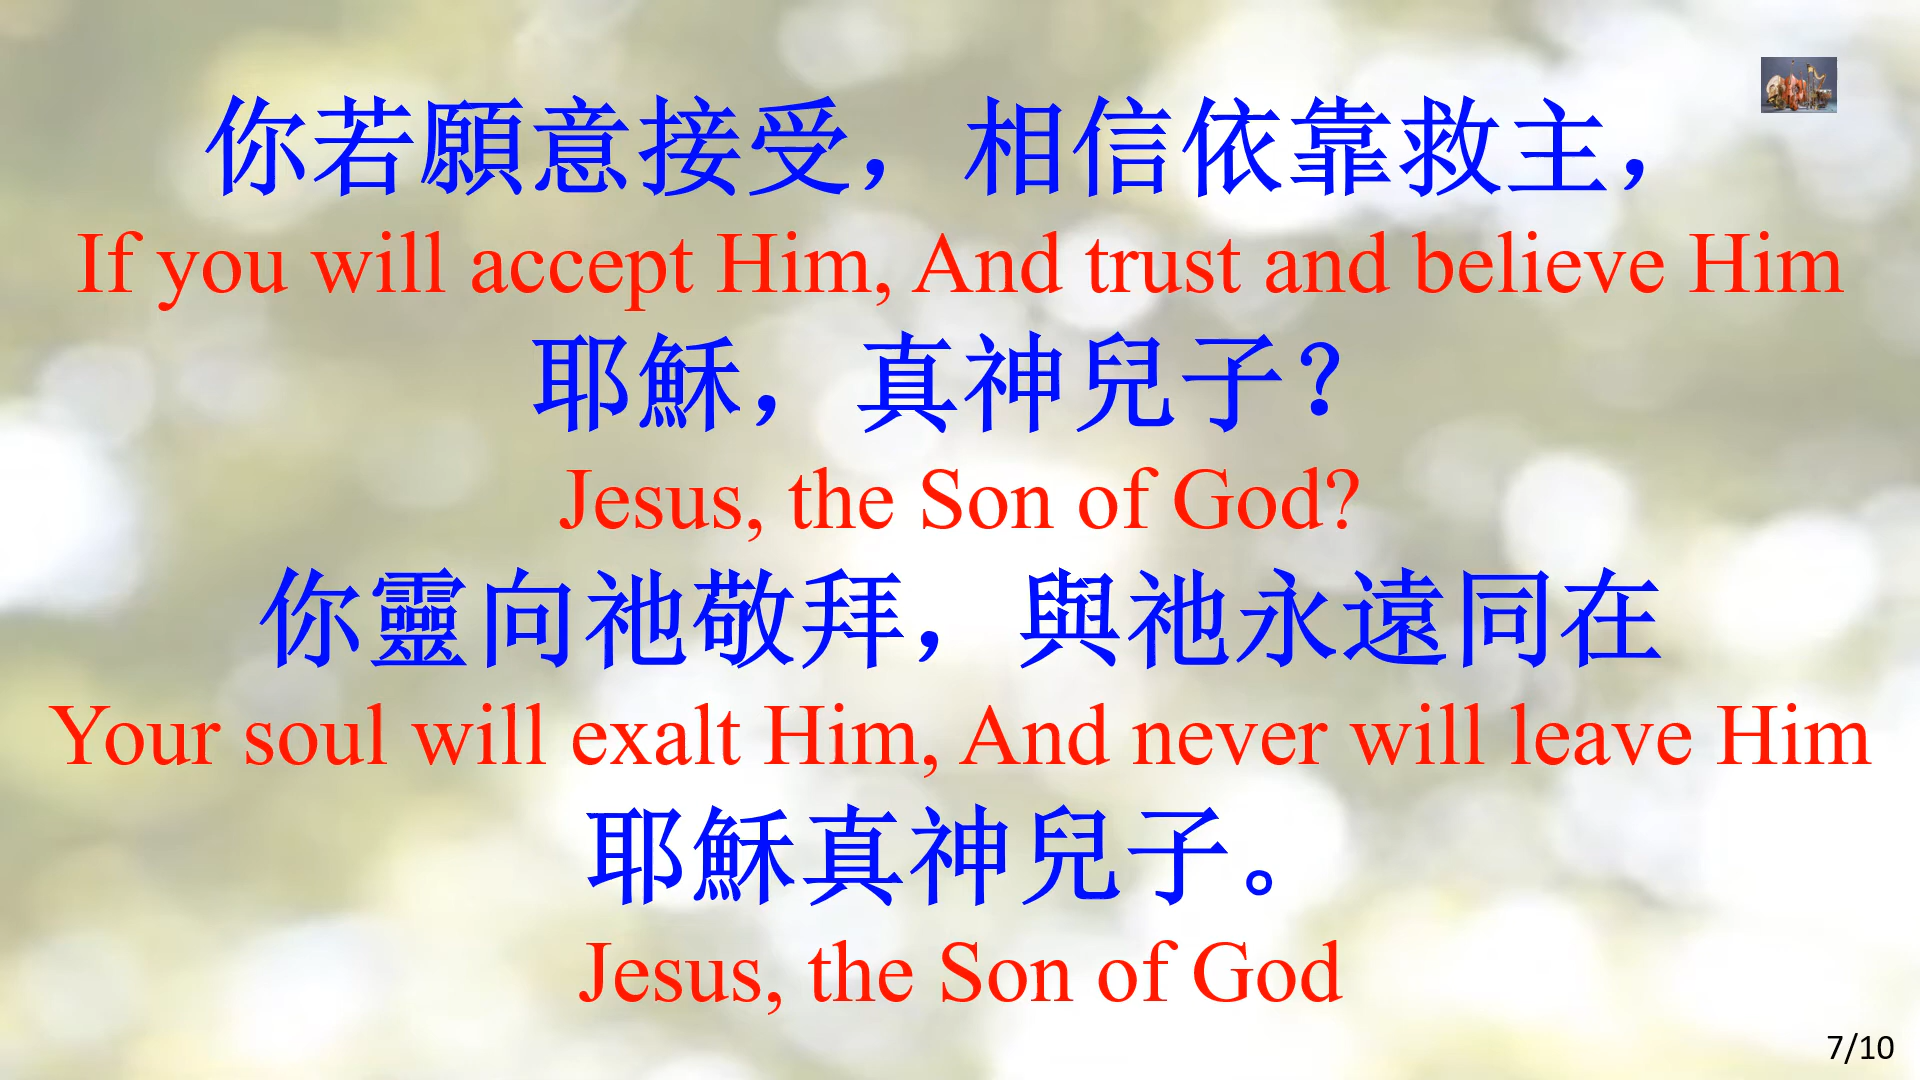 你若願意接受，相信依靠救主，
If you will accept Him, And trust and believe Him
耶穌，真神兒子？
Jesus, the Son of God?
你靈向祂敬拜，與祂永遠同在
Your soul will exalt Him, And never will leave Him
耶穌真神兒子。
Jesus, the Son of God
7/10